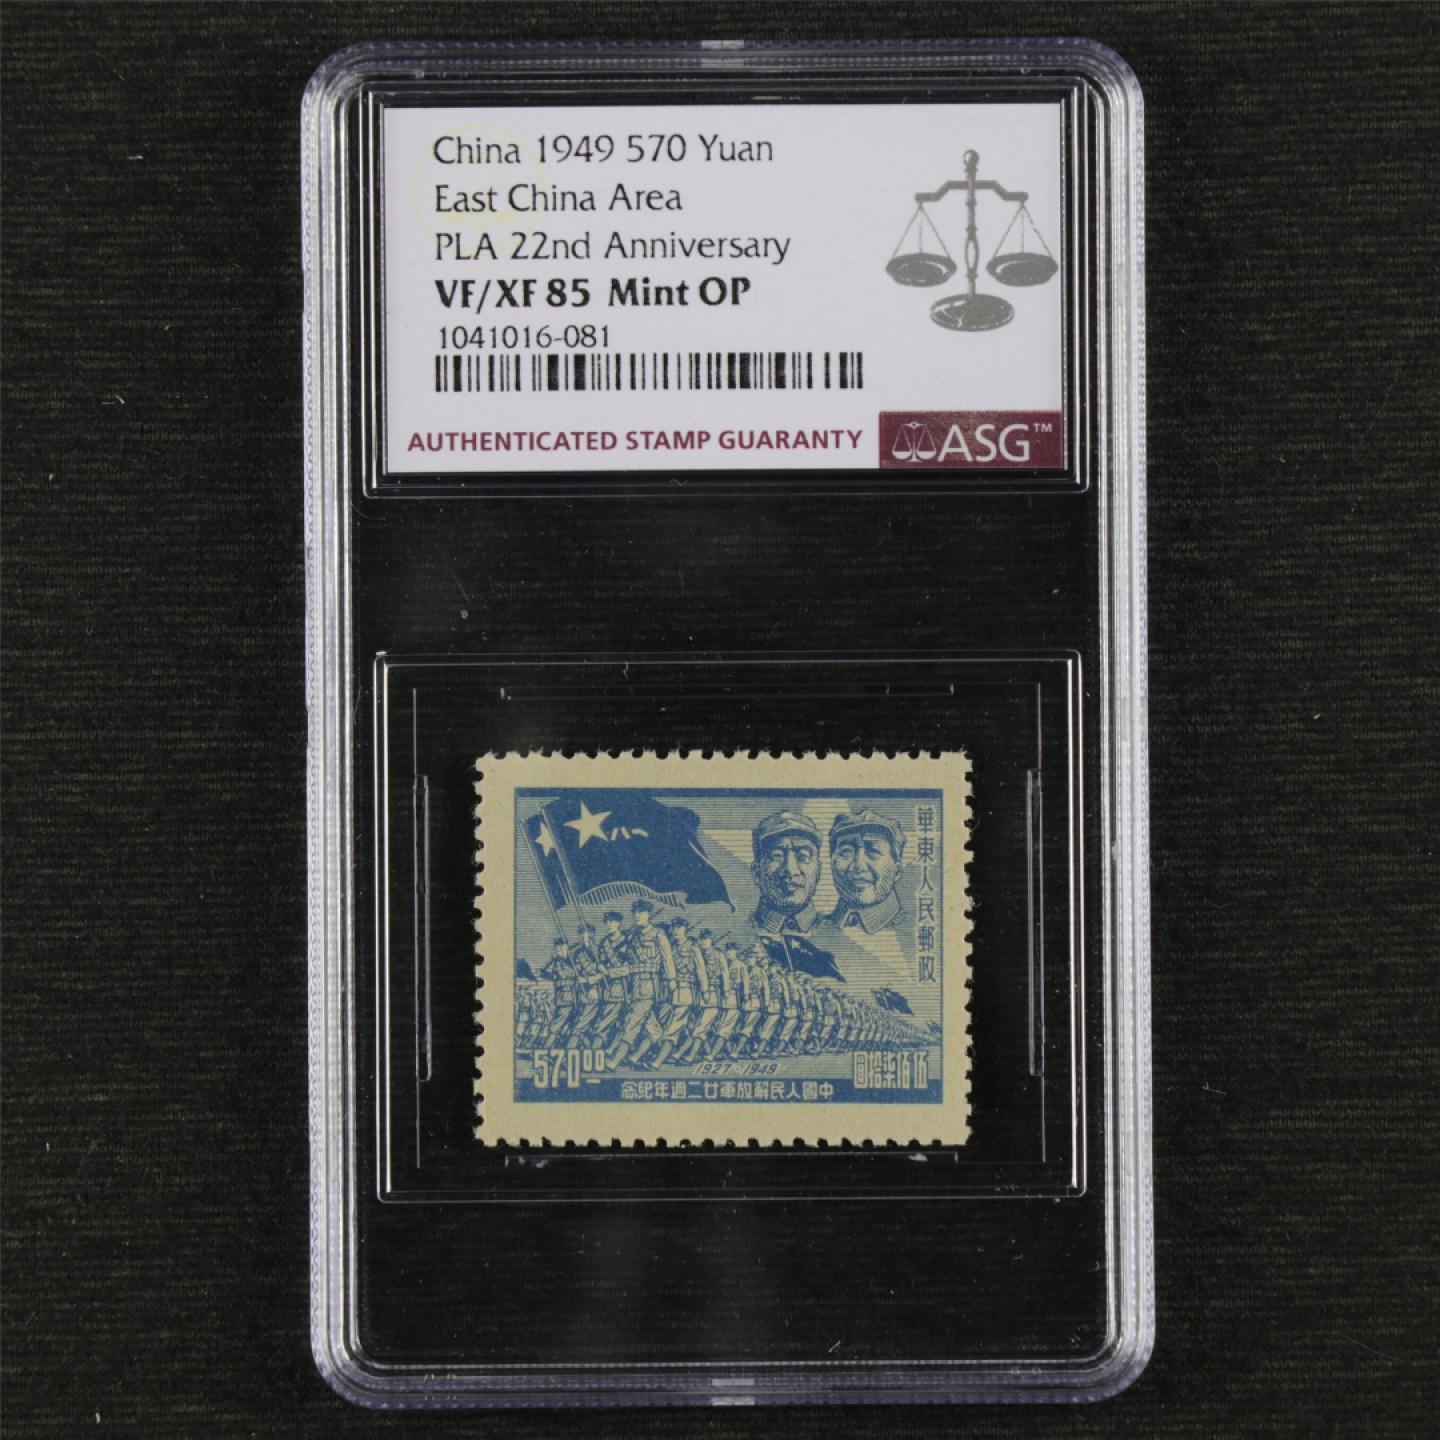 China 1949 570 Yuan
East China Area
PLA 22nd Anniversary
VF/XF 85 Mint OP
1041016-081
AUTHENTICATED STAMP GUARANTY
ASG™
八一
華東人民郵政
570.00
1927-1949
伍佰柒拾圓
中國人民解放軍廿二週年紀念